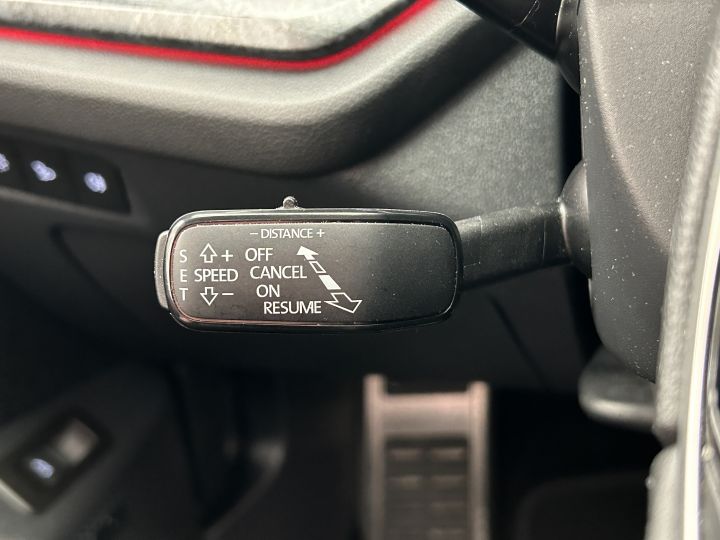 − DISTANCE +
S + OFF
E SPEED CANCEL
T − ON
RESUME